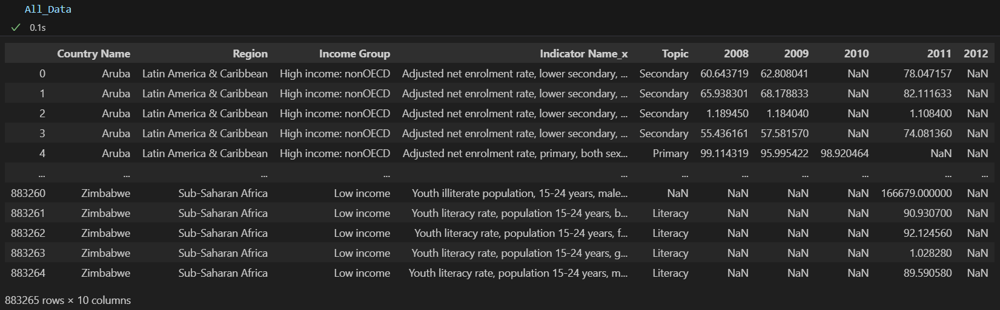 All_Data
0.1s
Country Name Region Income Group Indicator Name_x Topic 2008 2009 2010 2011 2012
0 Aruba Latin America & Caribbean High income: nonOECD Adjusted net enrolment rate, lower secondary, ... Secondary 60.643719 62.808041 NaN 78.047157 NaN
1 Aruba Latin America & Caribbean High income: nonOECD Adjusted net enrolment rate, lower secondary, ... Secondary 65.938301 68.178833 NaN 82.111633 NaN
2 Aruba Latin America & Caribbean High income: nonOECD Adjusted net enrolment rate, lower secondary, ... Secondary 1.189450 1.184040 NaN 1.108400 NaN
3 Aruba Latin America & Caribbean High income: nonOECD Adjusted net enrolment rate, lower secondary, ... Secondary 55.436161 57.581570 NaN 74.081360 NaN
4 Aruba Latin America & Caribbean High income: nonOECD Adjusted net enrolment rate, primary, both sex... Primary 99.114319 95.995422 98.920464 NaN NaN
... ... ... ... ... ... ... ... ... ... ...
883260 Zimbabwe Sub-Saharan Africa Low income Youth illiterate population, 15-24 years, male... NaN NaN NaN NaN 166679.000000 NaN
883261 Zimbabwe Sub-Saharan Africa Low income Youth literacy rate, population 15-24 years, b... Literacy NaN NaN NaN 90.930700 NaN
883262 Zimbabwe Sub-Saharan Africa Low income Youth literacy rate, population 15-24 years, f... Literacy NaN NaN NaN 92.124560 NaN
883263 Zimbabwe Sub-Saharan Africa Low income Youth literacy rate, population 15-24 years, g... Literacy NaN NaN NaN 1.028280 NaN
883264 Zimbabwe Sub-Saharan Africa Low income Youth literacy rate, population 15-24 years, m... Literacy NaN NaN NaN 89.590580 NaN
883265 rows × 10 columns